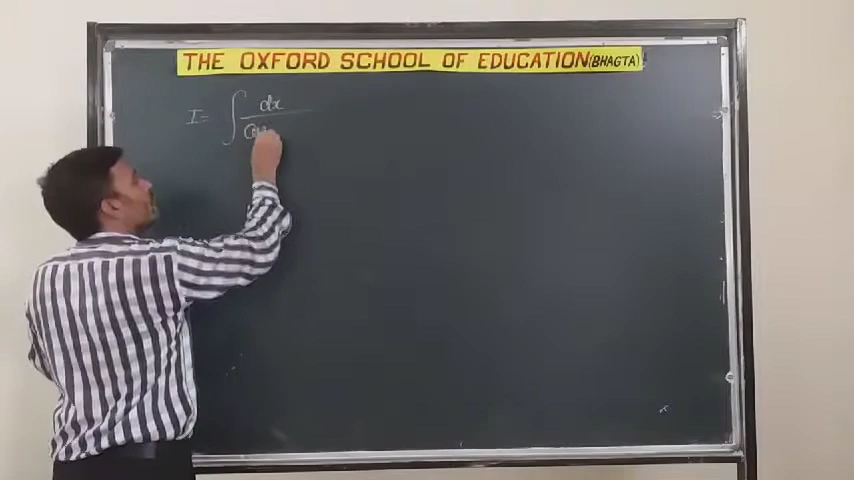 THE OXFORD SCHOOL OF EDUCATION (BHAGTA)
I = ∫ dx